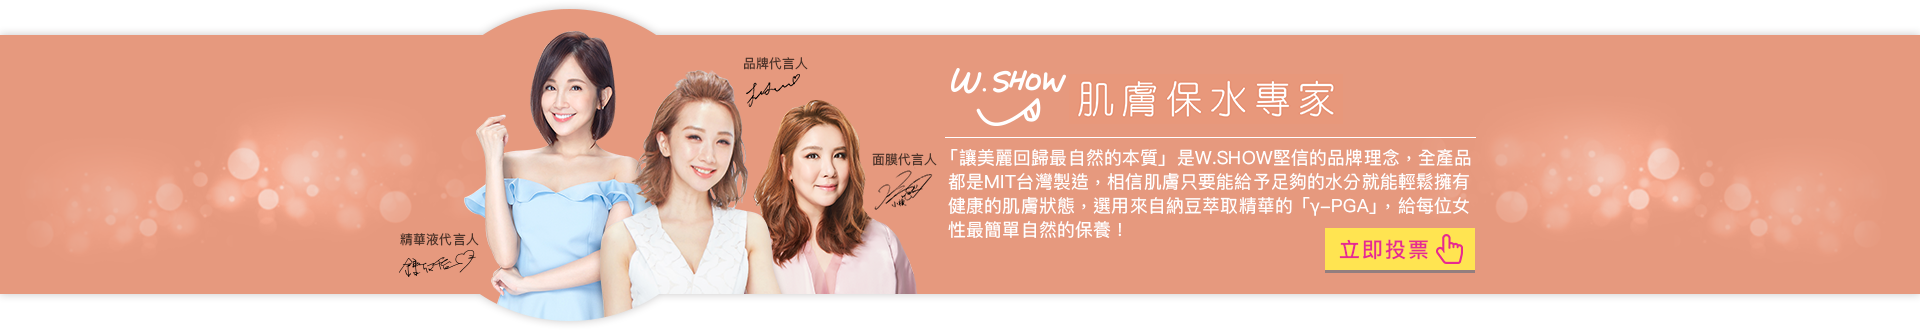 品牌代言人
面膜代言人
精華液代言人
W.SHOW 肌膚保水專家
「讓美麗回歸最自然的本質」是W.SHOW堅信的品牌理念，全產品
都是MIT台灣製造，相信肌膚只要能給予足夠的水分就能輕鬆擁有
健康的肌膚狀態，選用來自納豆萃取精華的「γ-PGA」，給每位女
性最簡單自然的保養！
立即投票